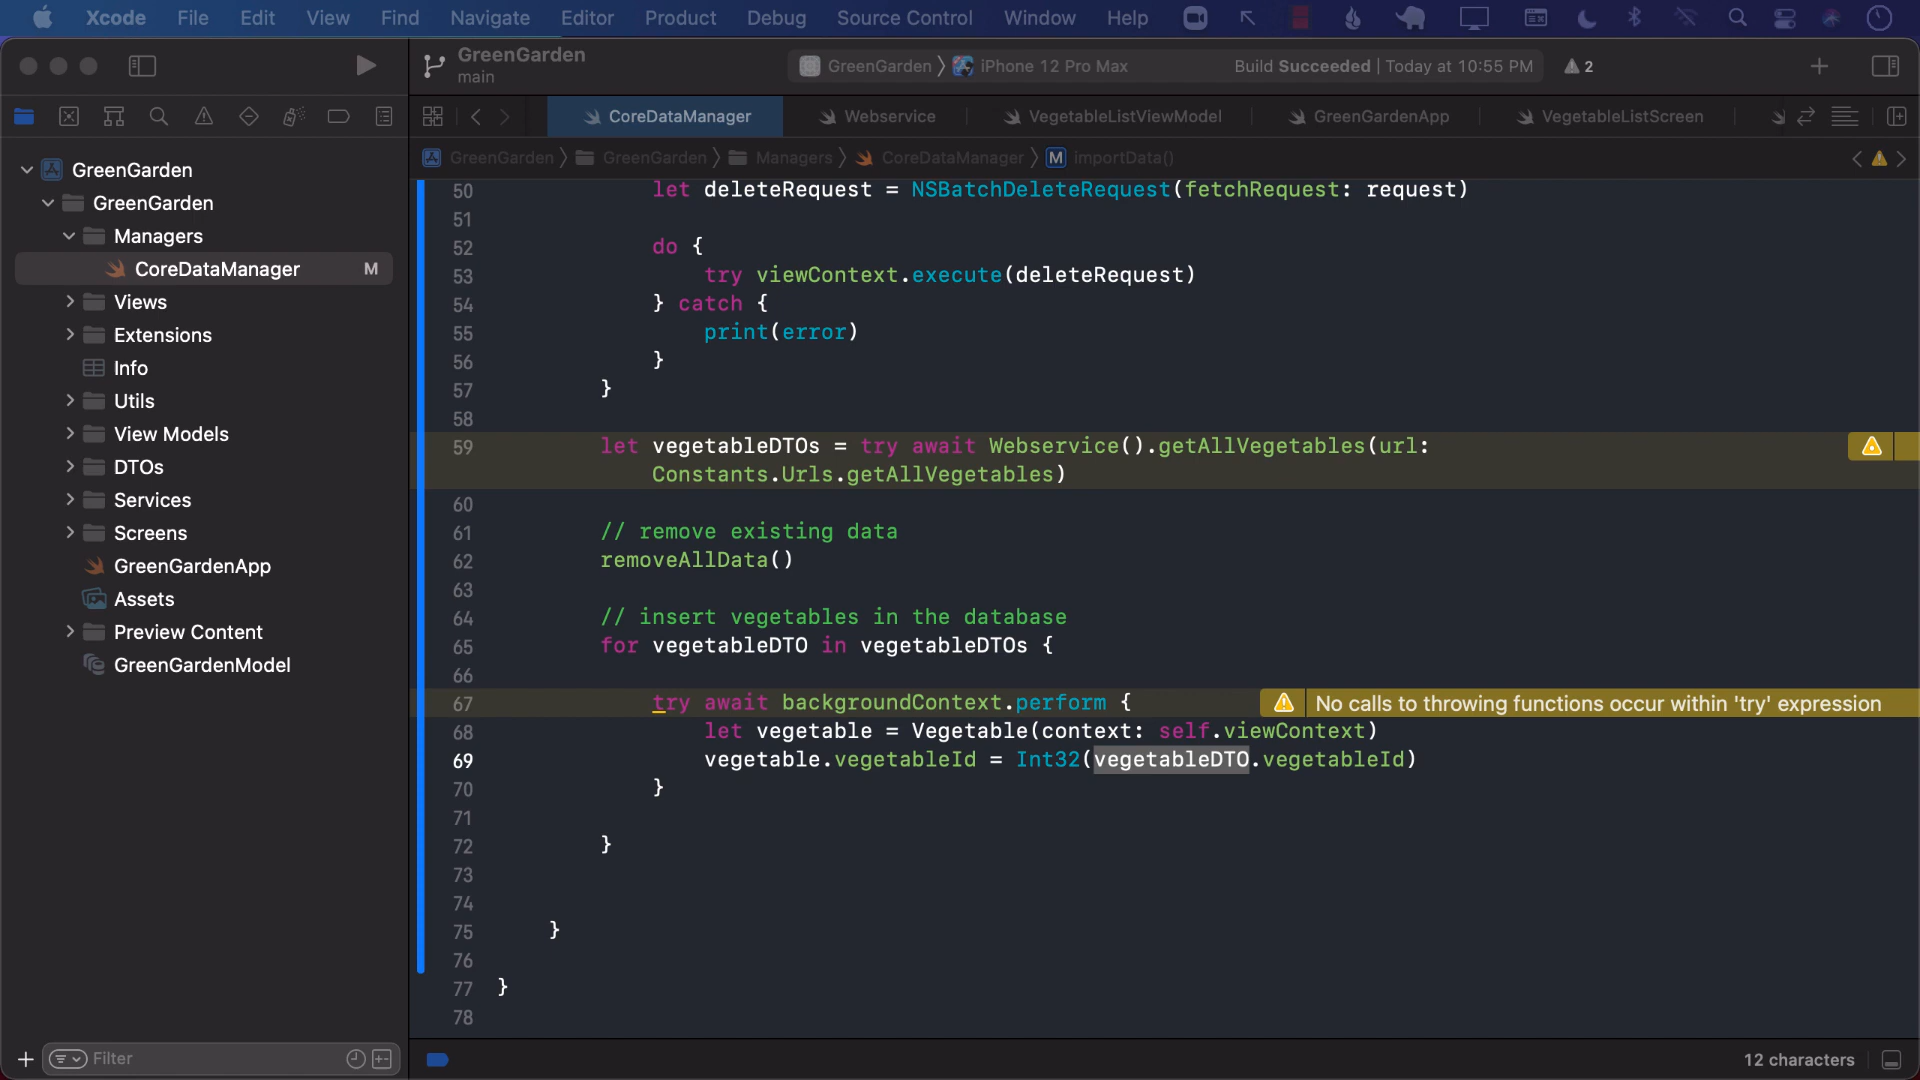 Xcode File Edit View Find Navigate Editor Product Debug Source Control Window Help
GreenGarden
main
GreenGarden iPhone 12 Pro Max Build Succeeded | Today at 10:55 PM 2
CoreDataManager Webservice VegetableListViewModel GreenGardenApp VegetableListScreen
GreenGarden GreenGarden Managers CoreDataManager M importData()
GreenGarden
GreenGarden
Managers
CoreDataManager M
Views
Extensions
Info
Utils
View Models
DTOs
Services
Screens
GreenGardenApp
Assets
Preview Content
GreenGardenModel
Filter
50 let deleteRequest = NSBatchDeleteRequest(fetchRequest: request)
51
52 do {
53 try viewContext.execute(deleteRequest)
54 } catch {
55 print(error)
56 }
57 }
58
59 let vegetableDTOs = try await Webservice().getAllVegetables(url:
Constants.Urls.getAllVegetables)
60
61 // remove existing data
62 removeAllData()
63
64 // insert vegetables in the database
65 for vegetableDTO in vegetableDTOs {
66
67 try await backgroundContext.perform { No calls to throwing functions occur within 'try' expression
68 let vegetable = Vegetable(context: self.viewContext)
69 vegetable.vegetableId = Int32(vegetableDTO.vegetableId)
70 }
71
72 }
73
74
75 }
76
77 }
78
12 characters